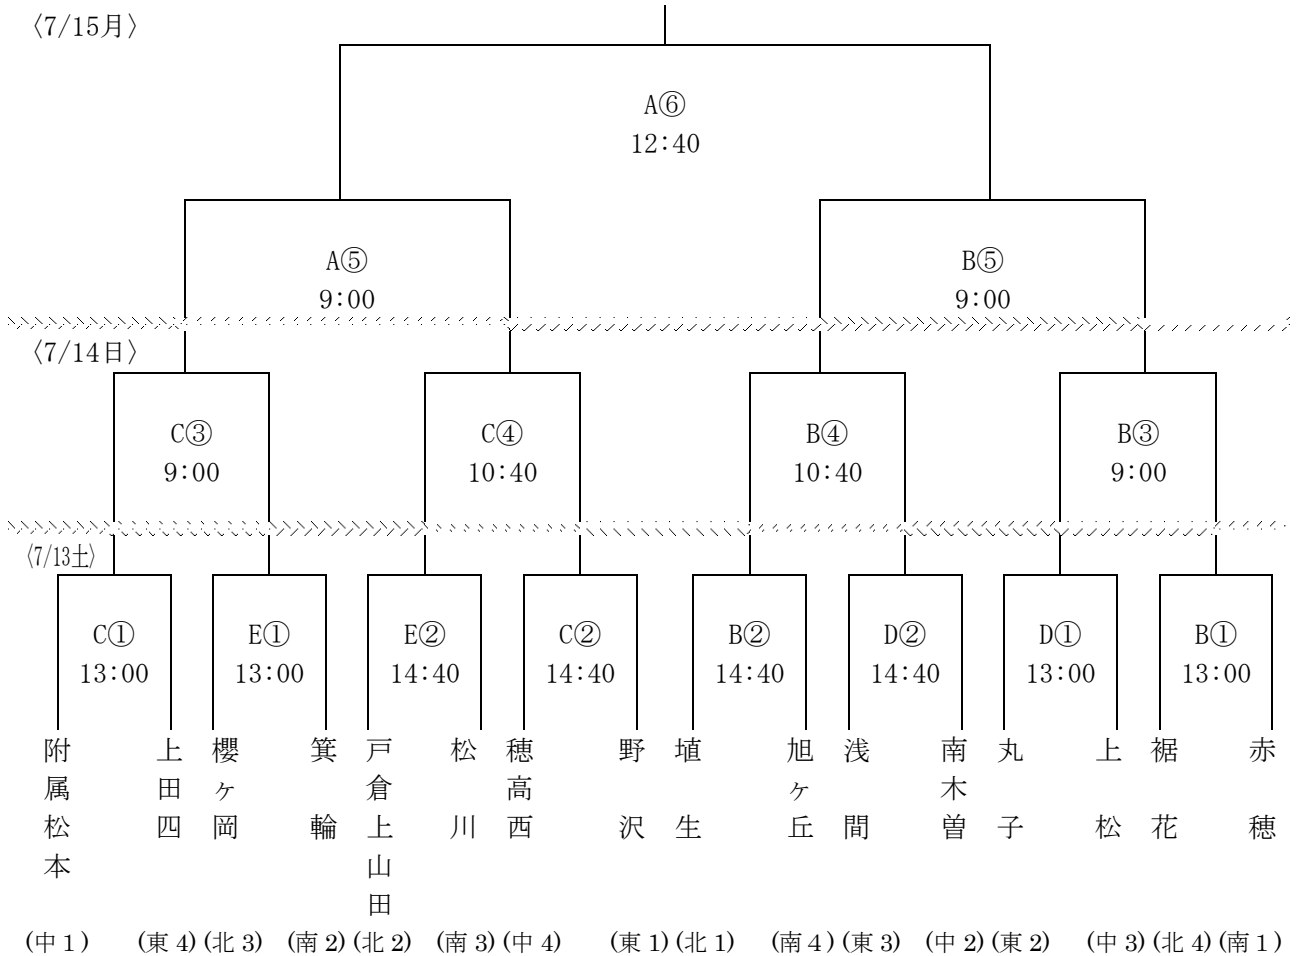 〈7/15月〉
A⑥
12:40
A⑤
9:00
B⑤
9:00
〈7/14日〉
C③
9:00
C④
10:40
B④
10:40
B③
9:00
〈7/13土〉
C①
13:00
E①
13:00
E②
14:40
C②
14:40
B②
14:40
D②
14:40
D①
13:00
B①
13:00
附属松本
上田四
櫻ヶ岡
箕輪
戸倉上山田
松川
穂高西
野沢
埴生
旭ヶ丘
浅間
南木曽
丸子
上松
裾花
赤穂
(中1) (東4) (北3) (南2) (北2) (南3) (中4) (東1) (北1) (南4) (東3) (中2) (東2) (中3) (北4) (南1)